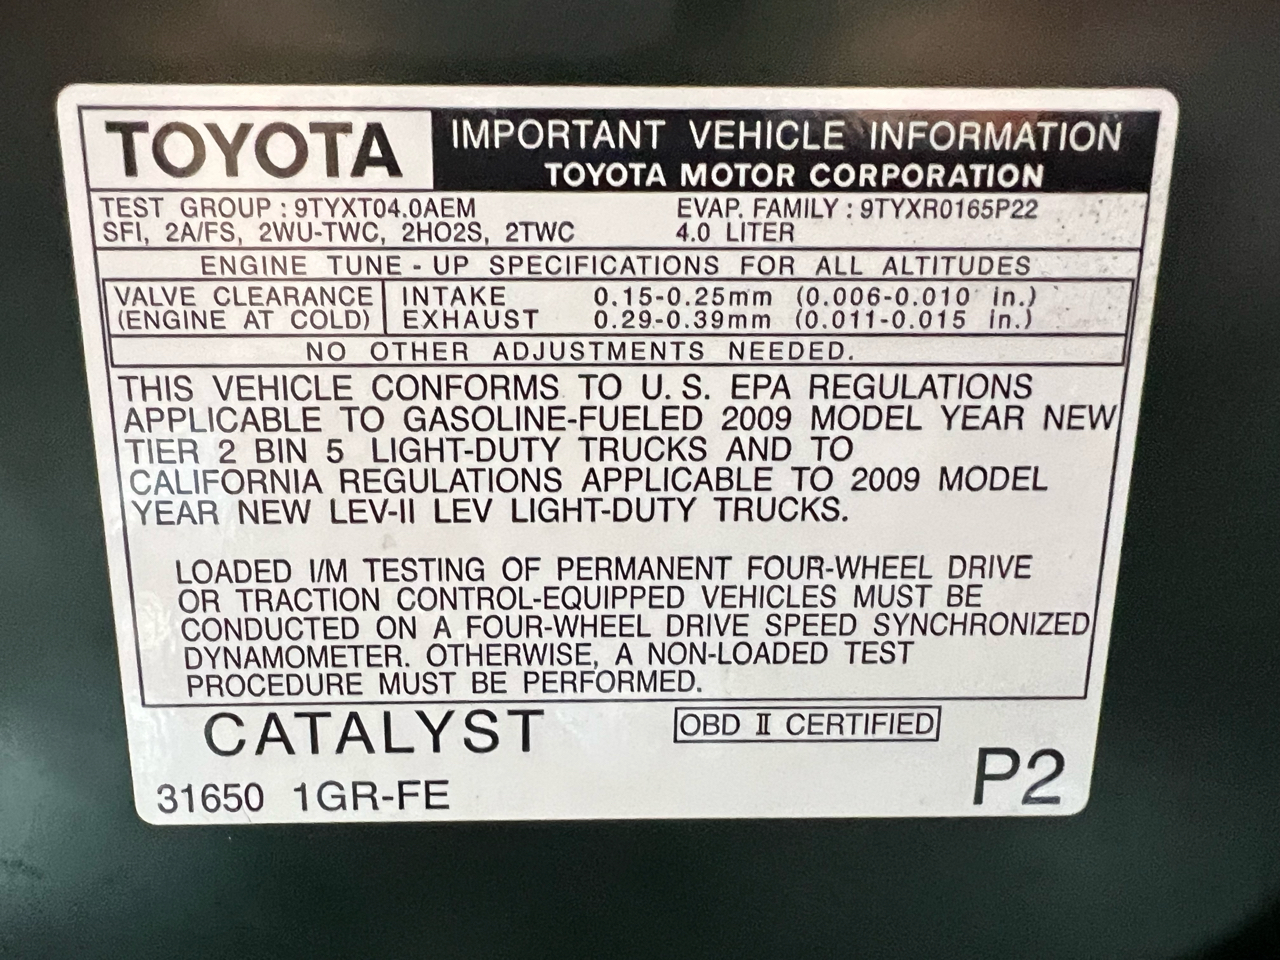 TOYOTA
IMPORTANT VEHICLE INFORMATION
TOYOTA MOTOR CORPORATION
TEST GROUP : 9TYXT04.0AEM EVAP. FAMILY : 9TYXR0165P22
SFI, 2A/FS, 2WU-TWC, 2HO2S, 2TWC 4.0 LITER
ENGINE TUNE - UP SPECIFICATIONS FOR ALL ALTITUDES
VALVE CLEARANCE INTAKE 0.15-0.25mm (0.006-0.010 in.)
(ENGINE AT COLD) EXHAUST 0.29-0.39mm (0.011-0.015 in.)
NO OTHER ADJUSTMENTS NEEDED.
THIS VEHICLE CONFORMS TO U. S. EPA REGULATIONS
APPLICABLE TO GASOLINE-FUELED 2009 MODEL YEAR NEW
TIER 2 BIN 5 LIGHT-DUTY TRUCKS AND TO
CALIFORNIA REGULATIONS APPLICABLE TO 2009 MODEL
YEAR NEW LEV-II LEV LIGHT-DUTY TRUCKS.
LOADED I/M TESTING OF PERMANENT FOUR-WHEEL DRIVE
OR TRACTION CONTROL-EQUIPPED VEHICLES MUST BE
CONDUCTED ON A FOUR-WHEEL DRIVE SPEED SYNCHRONIZED
DYNAMOMETER. OTHERWISE, A NON-LOADED TEST
PROCEDURE MUST BE PERFORMED.
CATALYST OBD II CERTIFIED
31650 1GR-FE P2